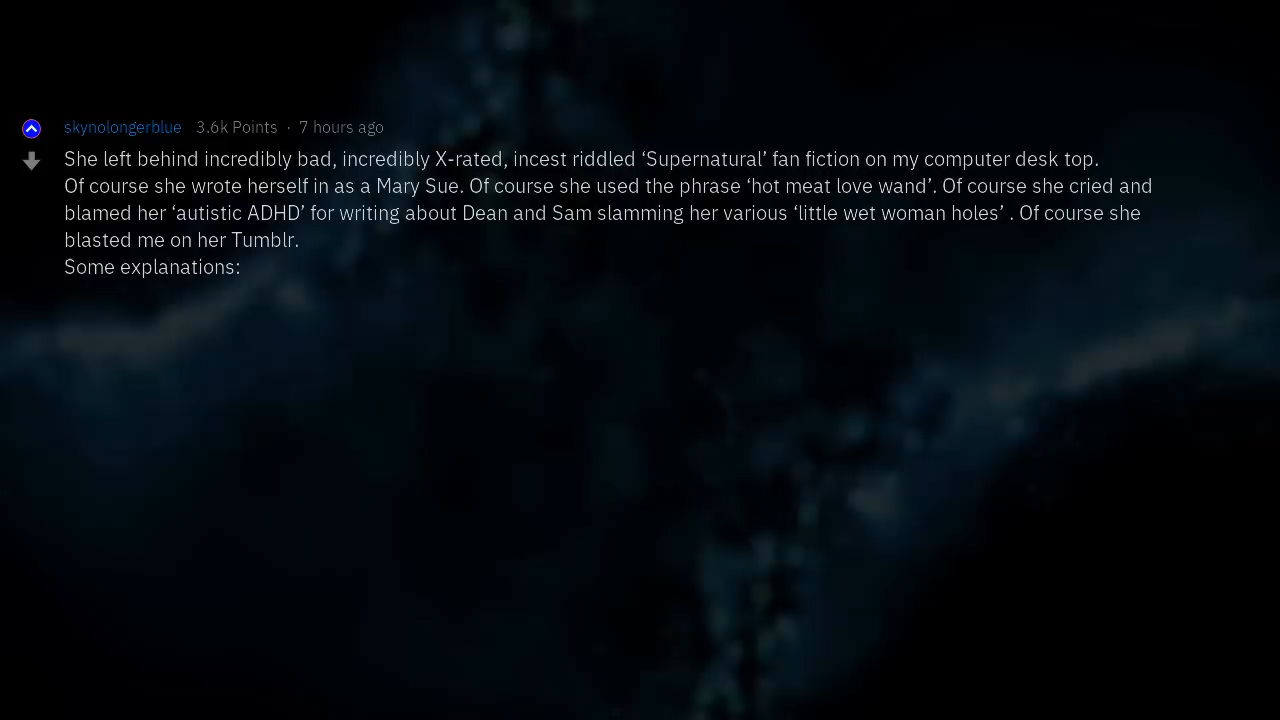 skynolongerblue 3.6k Points · 7 hours ago
She left behind incredibly bad, incredibly X-rated, incest riddled ‘Supernatural’ fan fiction on my computer desk top.
Of course she wrote herself in as a Mary Sue. Of course she used the phrase ‘hot meat love wand’. Of course she cried and
blamed her ‘autistic ADHD’ for writing about Dean and Sam slamming her various ‘little wet woman holes’ . Of course she
blasted me on her Tumblr.
Some explanations: